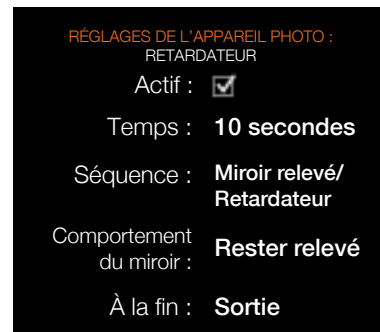 RÉGLAGES DE L'APPAREIL PHOTO :
RETARDATEUR
Actif :
Temps : 10 secondes
Séquence : Miroir relevé/
Retardateur
Comportement
du miroir : Rester relevé
À la fin : Sortie